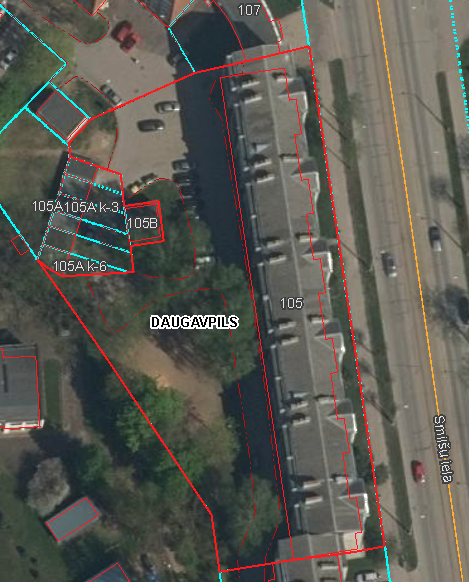 107
105A
105A k-3
105B
105A k-6
105
DAUGAVPILS
Smilšu iela